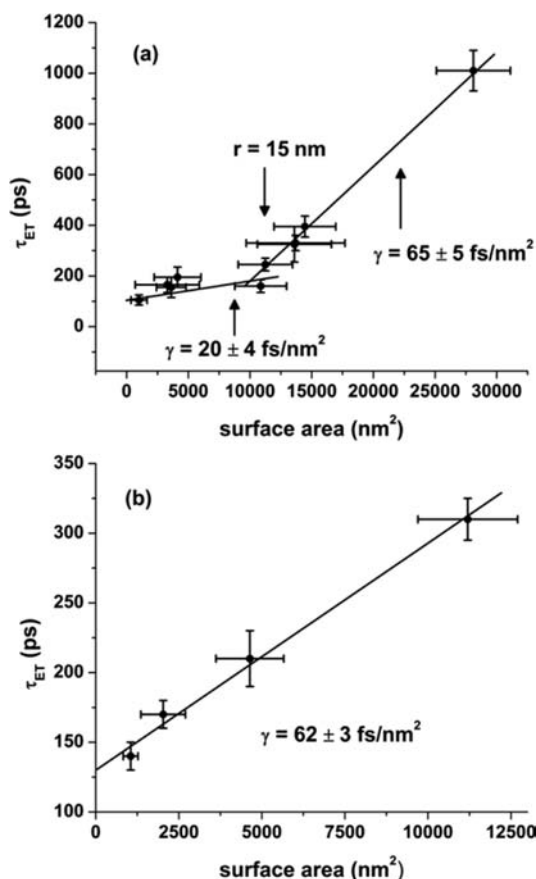 (a)
1000
800
600
400
200
0
τET (ps)
r = 15 nm
γ = 65 ± 5 fs/nm²
γ = 20 ± 4 fs/nm²
0 5000 10000 15000 20000 25000 30000
surface area (nm²)
(b)
350
300
250
200
150
100
τET (ps)
γ = 62 ± 3 fs/nm²
0 2500 5000 7500 10000 12500
surface area (nm²)